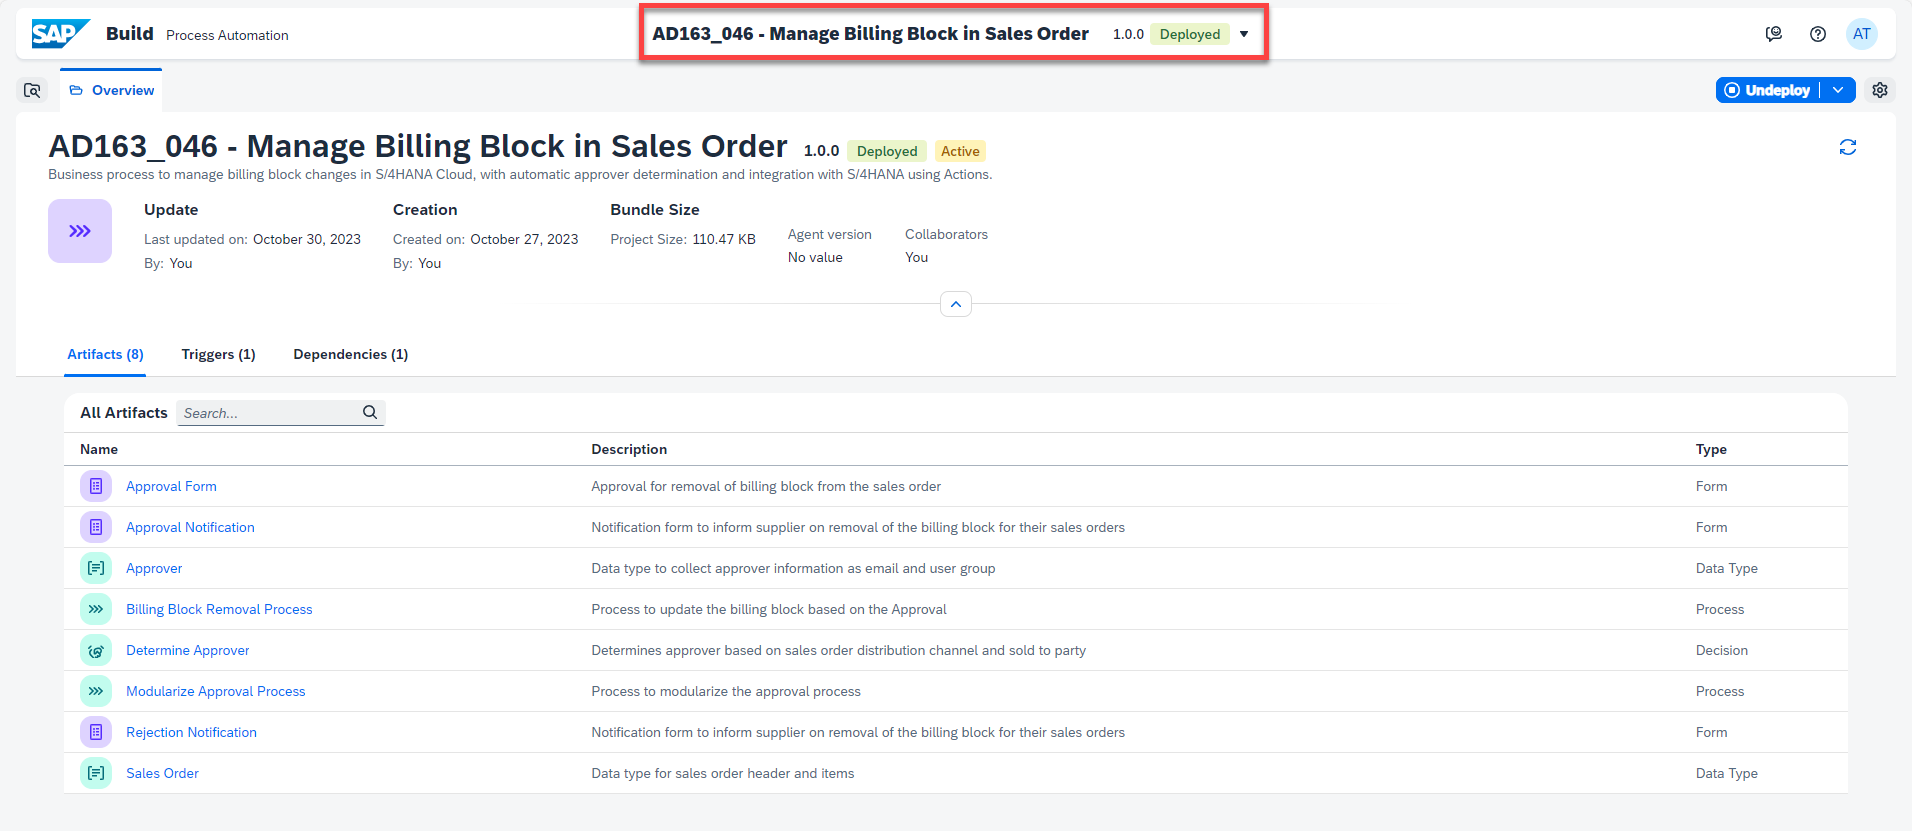 SAP Build Process Automation AD163_046 - Manage Billing Block in Sales Order 1.0.0 Deployed AT
Overview Undeploy
AD163_046 - Manage Billing Block in Sales Order 1.0.0 Deployed Active
Business process to manage billing block changes in S/4HANA Cloud, with automatic approver determination and integration with S/4HANA using Actions.
Update Creation Bundle Size
Last updated on: October 30, 2023 Created on: October 27, 2023 Project Size: 110.47 KB Agent version Collaborators
By: You By: You No value You
Artifacts (8) Triggers (1) Dependencies (1)
All Artifacts Search...
Name Description Type
Approval Form Approval for removal of billing block from the sales order Form
Approval Notification Notification form to inform supplier on removal of the billing block for their sales orders Form
Approver Data type to collect approver information as email and user group Data Type
Billing Block Removal Process Process to update the billing block based on the Approval Process
Determine Approver Determines approver based on sales order distribution channel and sold to party Decision
Modularize Approval Process Process to modularize the approval process Process
Rejection Notification Notification form to inform supplier on removal of the billing block for their sales orders Form
Sales Order Data type for sales order header and items Data Type